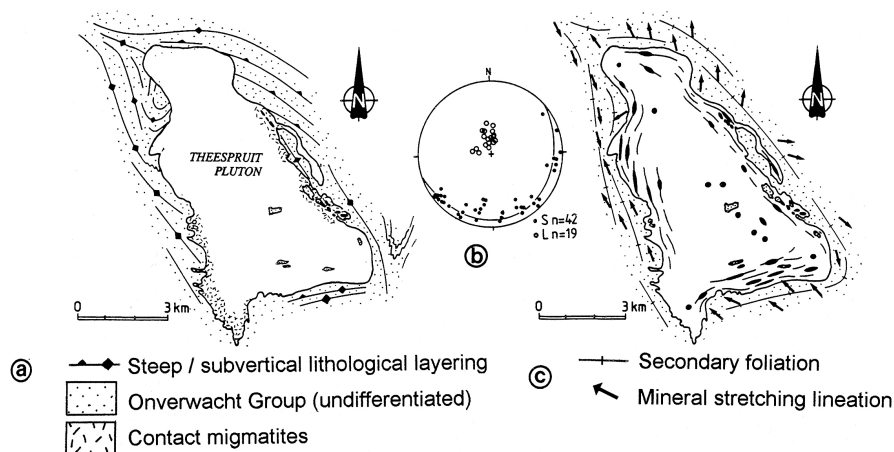 a
N
THEESPRUIT
PLUTON
0
3 km
N
S n=42
L n=19
b
N
0
3 km
a
Steep / subvertical lithological layering
Onverwacht Group (undifferentiated)
Contact migmatites
c
Secondary foliation
Mineral stretching lineation